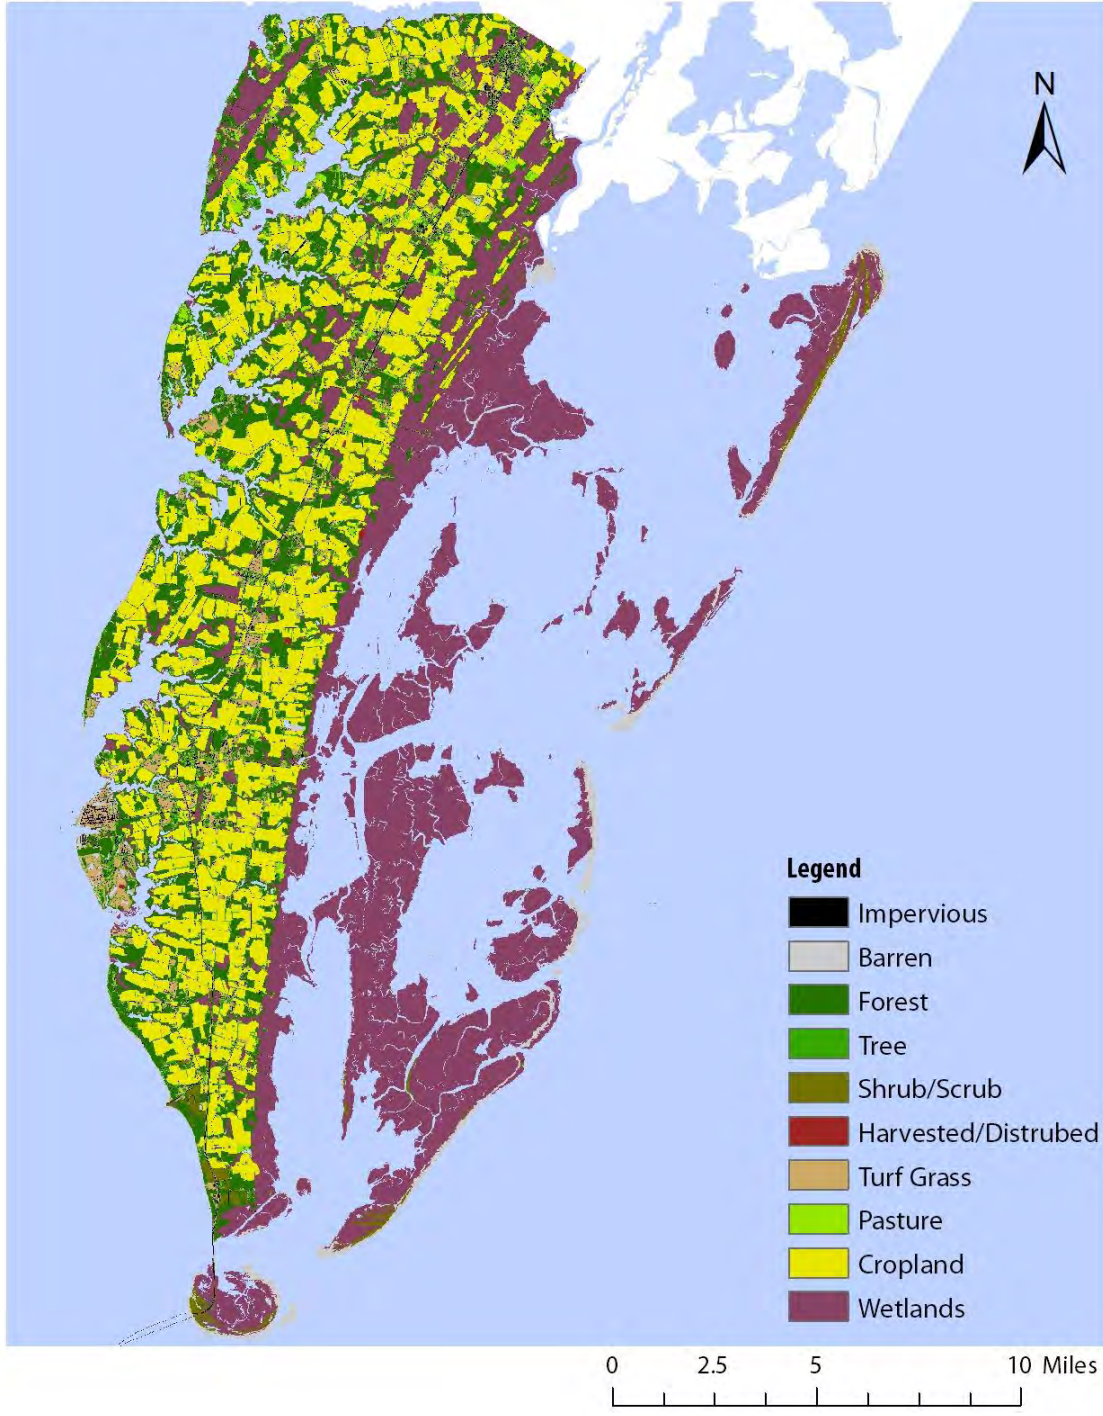 N
Legend
Impervious
Barren
Forest
Tree
Shrub/Scrub
Harvested/Distrubed
Turf Grass
Pasture
Cropland
Wetlands
0 2.5 5 10 Miles